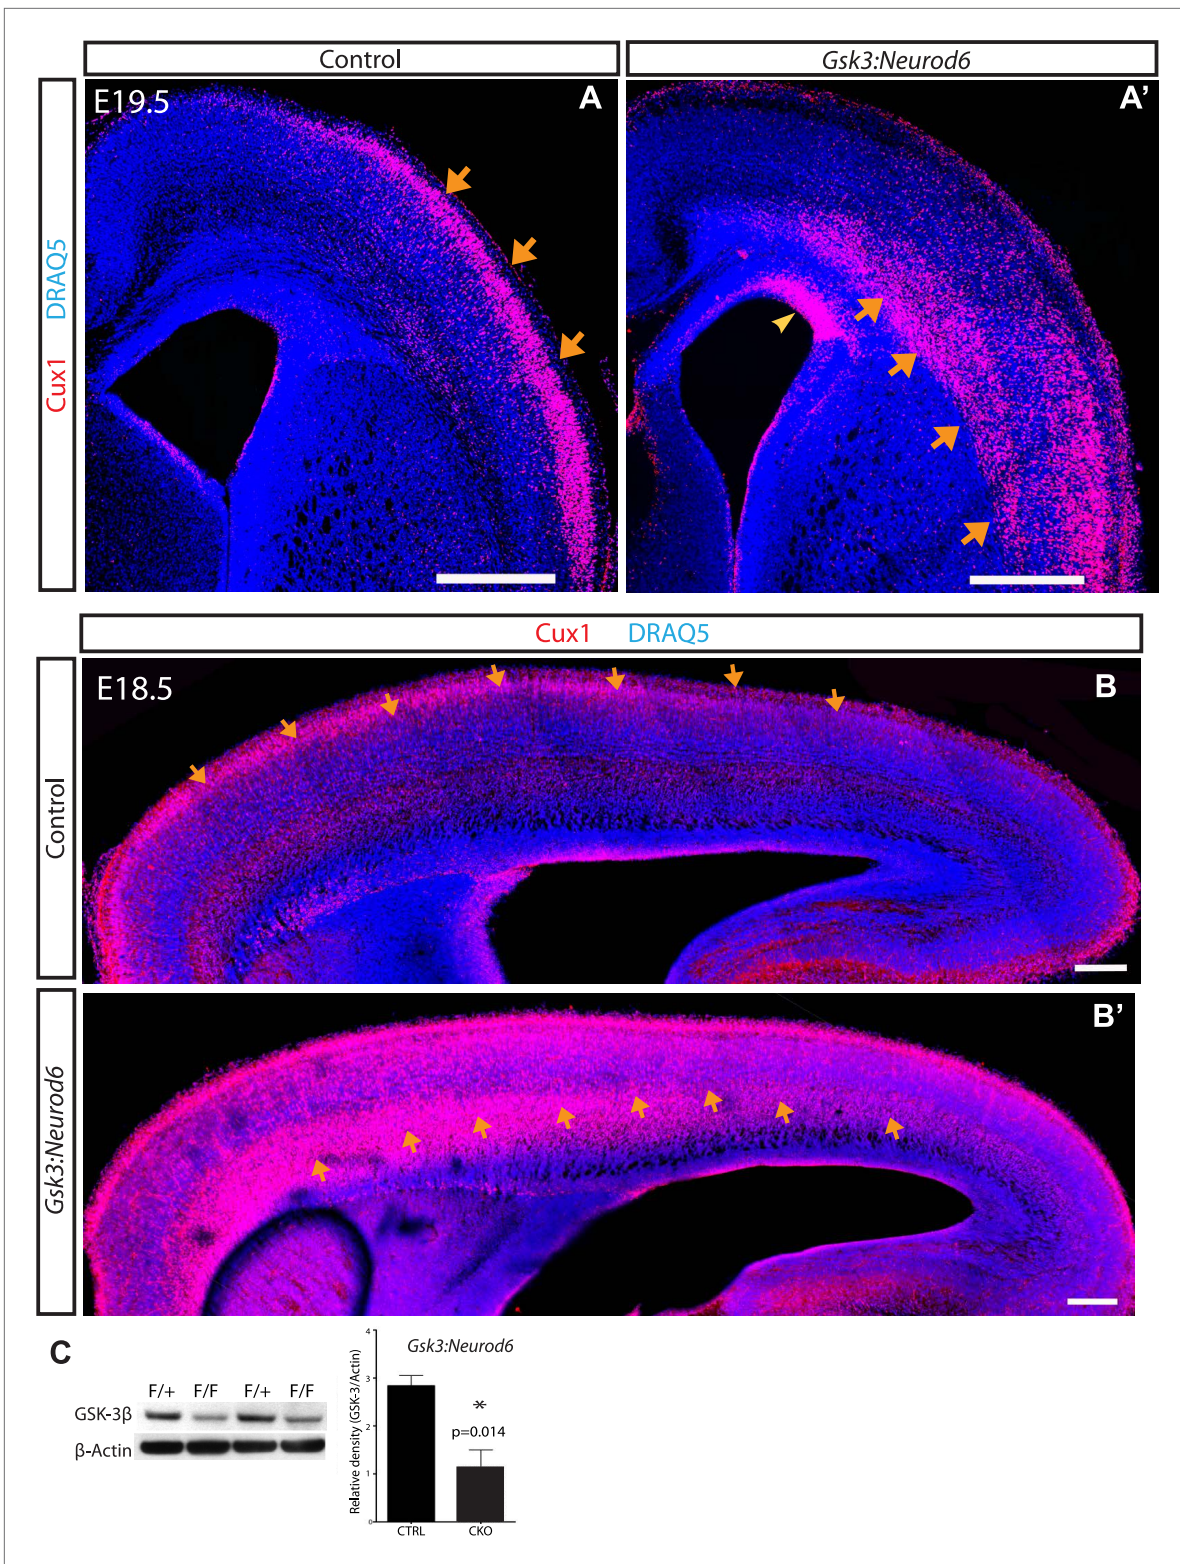 Control
Gsk3:Neurod6
Cux1 DRAQ5
E19.5
A
A'
Cux1 DRAQ5
Control
E18.5
B
Gsk3:Neurod6
B'
C
F/+ F/F F/+ F/F
GSK-3β
β-Actin
Gsk3:Neurod6
Relative density (GSK-3/Actin)
4
3
2
1
0
*
p=0.014
CTRL CKO